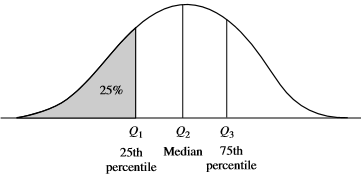 25%
Q1 Q2 Q3
25th Median 75th
percentile percentile